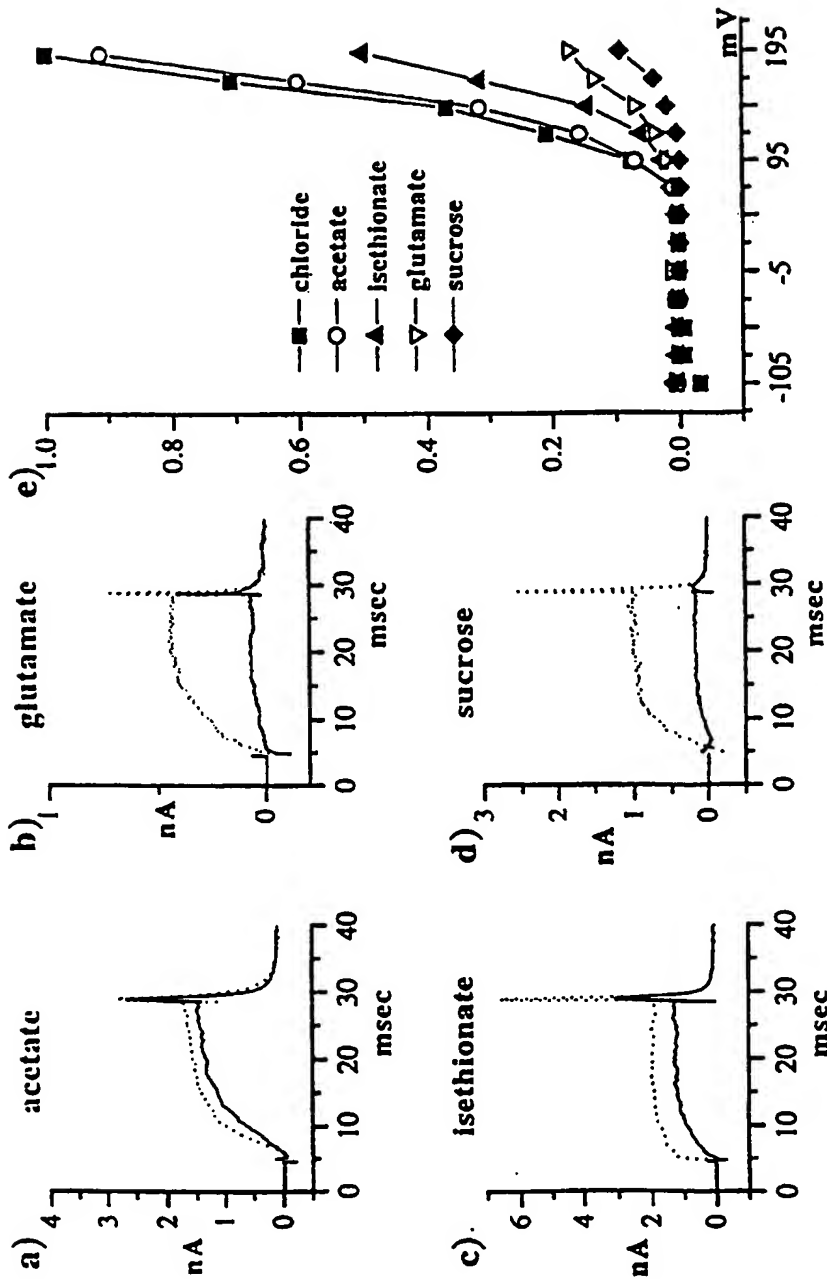 a)
acetate
4
3
2
1
0
nA
0 10 20 30 40
msec
b)
glutamate
1
nA
0
0 10 20 30 40
msec
c)
isethionate
6
4
2
0
nA
0 10 20 30 40
msec
d)
sucrose
3
2
nA
1
0
0 10 20 30 40
msec
e)
1.0
0.8
0.6
0.4
0.2
0.0
chloride
acetate
isethionate
glutamate
sucrose
-105 -5 95 195
mV